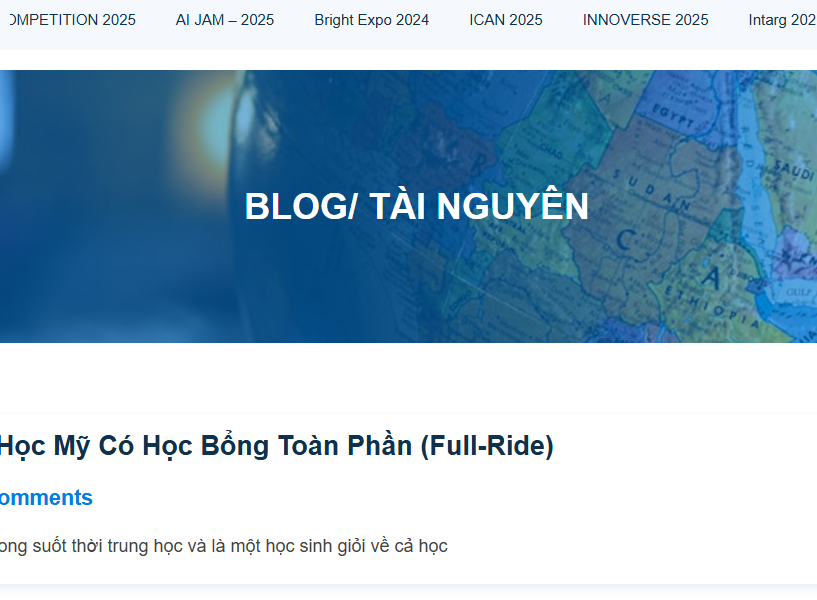 OMPETITION 2025 AI JAM – 2025 Bright Expo 2024 ICAN 2025 INNOVERSE 2025 Intarg 202
EGYPT
CHAD
SAUDI
SUDAN
BLOG/ TÀI NGUYÊN
C
A
GULF
ETHIOPIA
Học Mỹ Có Học Bổng Toàn Phần (Full-Ride)
omments
ong suốt thời trung học và là một học sinh giỏi về cả học